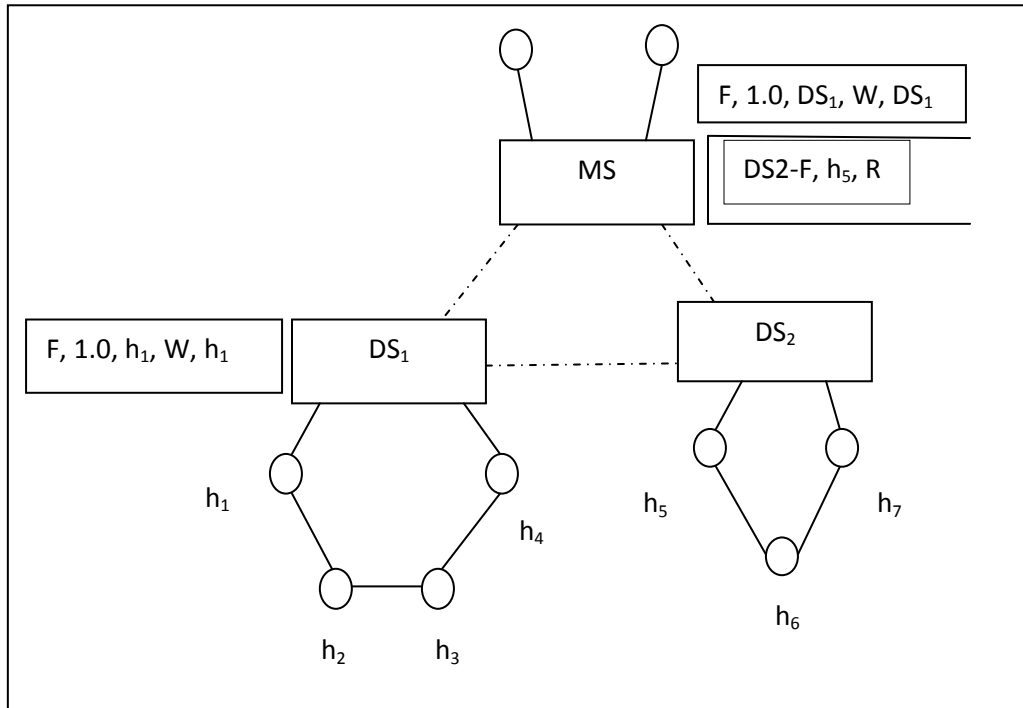 F, 1.0, DS₁, W, DS₁
MS
DS2-F, h₅, R
F, 1.0, h₁, W, h₁
DS₁
DS₂
h₁
h₄
h₅
h₇
h₆
h₂
h₃